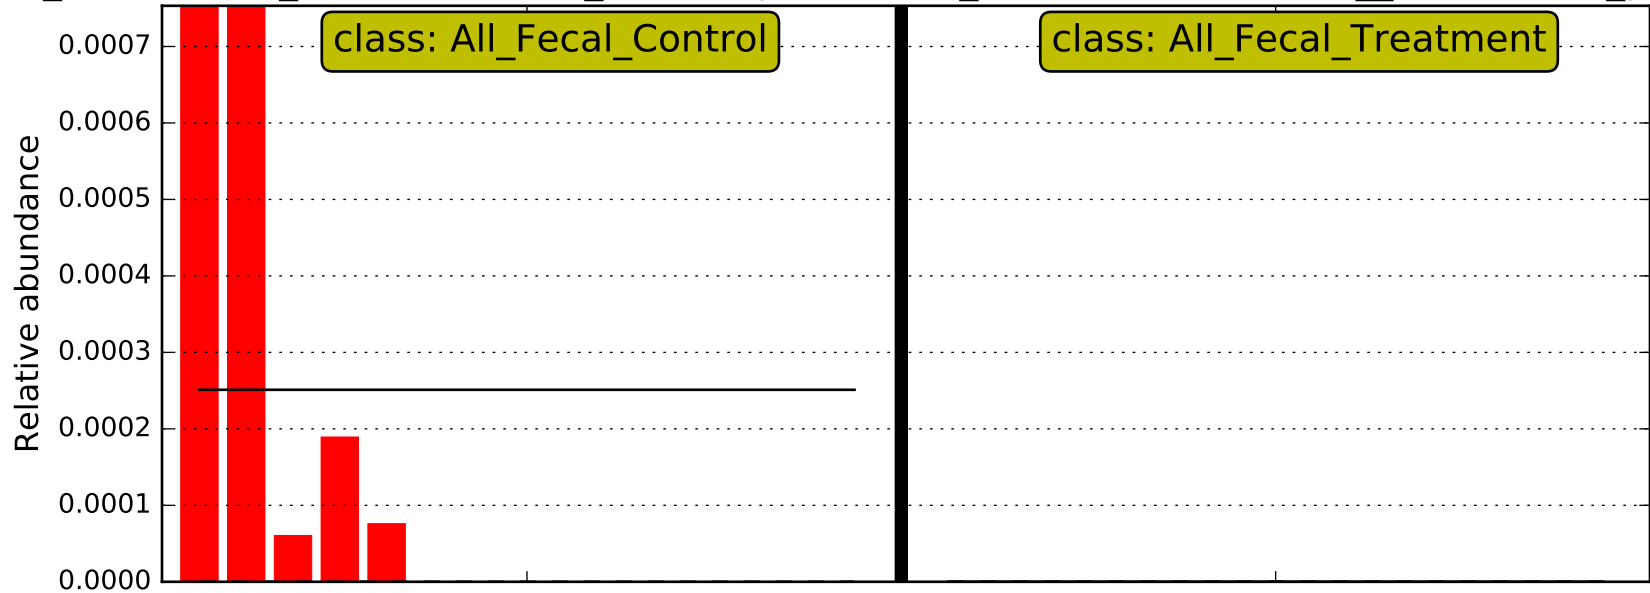 class: All_Fecal_Control
class: All_Fecal_Treatment
Relative abundance
0.0007
0.0006
0.0005
0.0004
0.0003
0.0002
0.0001
0.0000